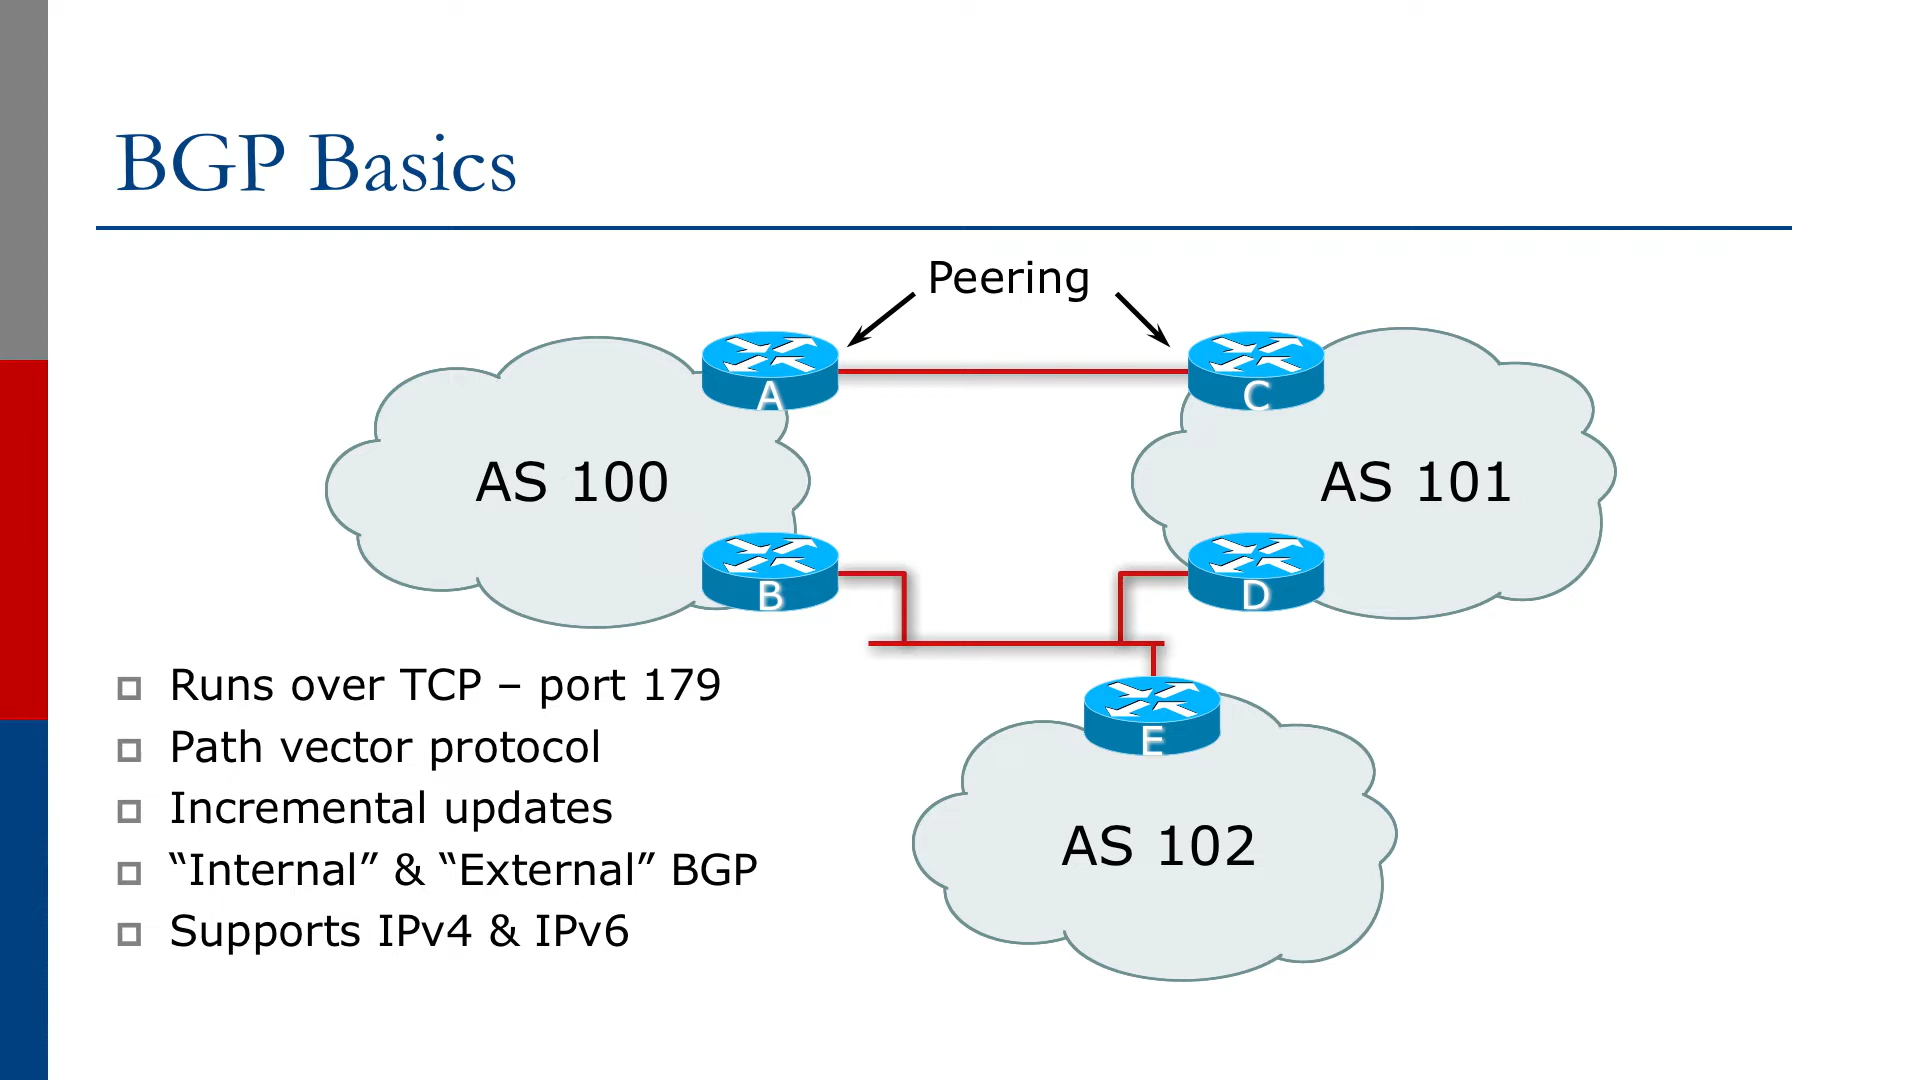 BGP Basics
Peering
A
C
AS 100
AS 101
B
D
E
AS 102
Runs over TCP – port 179
Path vector protocol
Incremental updates
“Internal” & “External” BGP
Supports IPv4 & IPv6